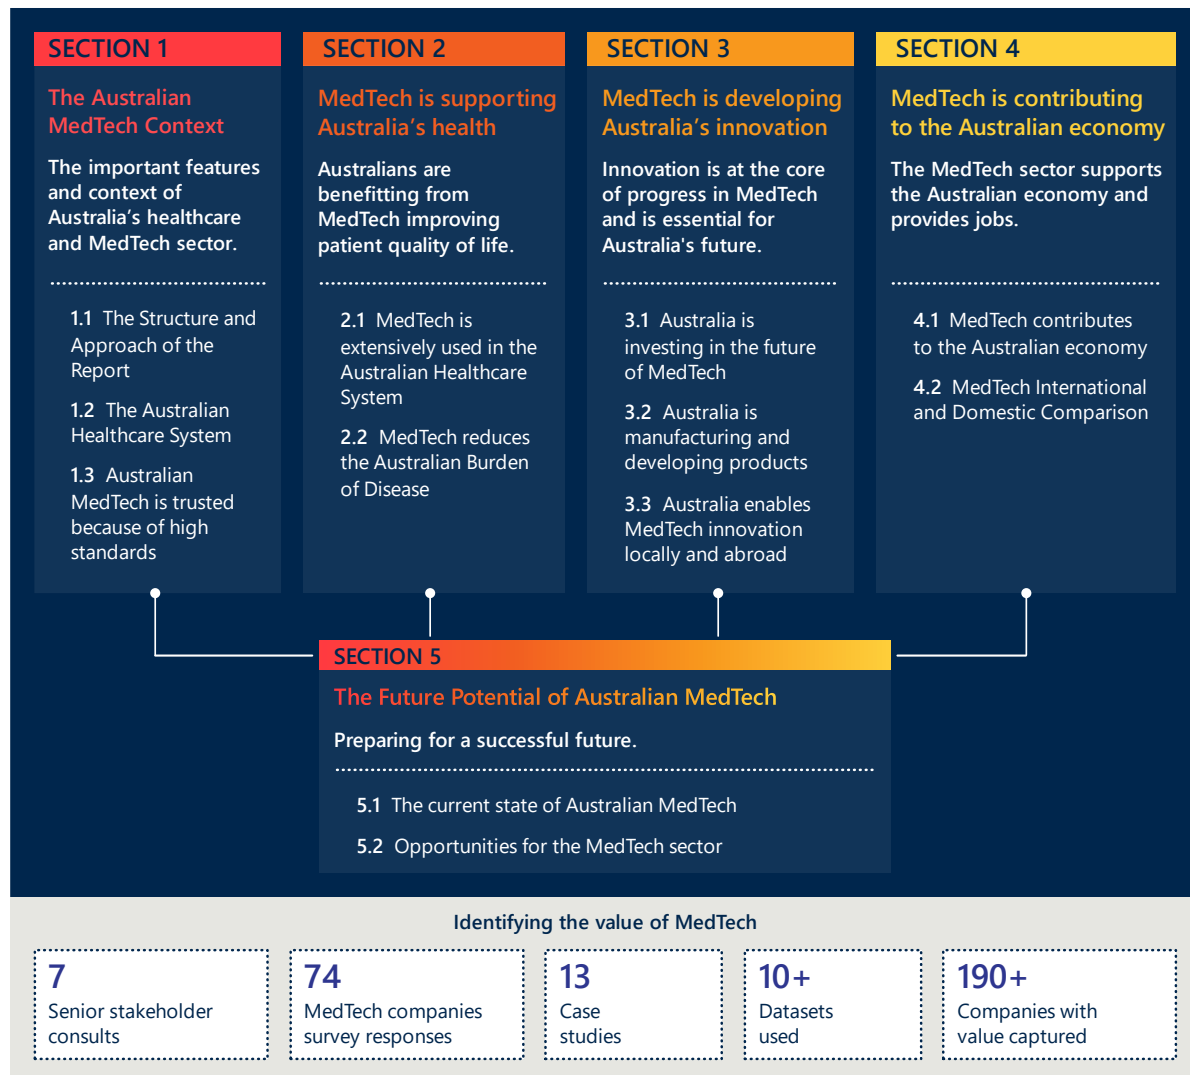 SECTION 1
The Australian
MedTech Context
The important features
and context of
Australia's healthcare
and MedTech sector.
1.1 The Structure and
Approach of the
Report
1.2 The Australian
Healthcare System
1.3 Australian
MedTech is trusted
because of high
standards
SECTION 2
MedTech is supporting
Australia's health
Australians are
benefitting from
MedTech improving
patient quality of life.
2.1 MedTech is
extensively used in the
Australian Healthcare
System
2.2 MedTech reduces
the Australian Burden
of Disease
SECTION 3
MedTech is developing
Australia's innovation
Innovation is at the core
of progress in MedTech
and is essential for
Australia's future.
3.1 Australia is
investing in the future
of MedTech
3.2 Australia is
manufacturing and
developing products
3.3 Australia enables
MedTech innovation
locally and abroad
SECTION 4
MedTech is contributing
to the Australian economy
The MedTech sector supports
the Australian economy and
provides jobs.
4.1 MedTech contributes
to the Australian economy
4.2 MedTech International
and Domestic Comparison
SECTION 5
The Future Potential of Australian MedTech
Preparing for a successful future.
5.1 The current state of Australian MedTech
5.2 Opportunities for the MedTech sector
Identifying the value of MedTech
7
Senior stakeholder
consults
74
MedTech companies
survey responses
13
Case
studies
10+
Datasets
used
190+
Companies with
value captured